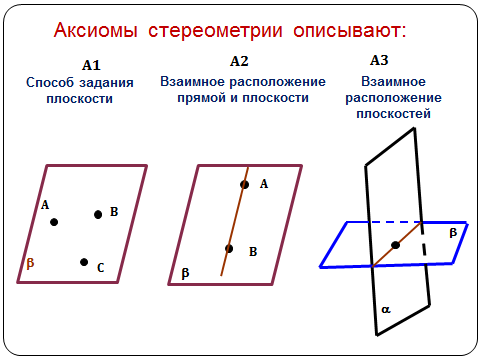 Аксиомы стереометрии описывают:
А1
Способ задания
плоскости
А2
Взаимное расположение
прямой и плоскости
А3
Взаимное
расположение
плоскостей
А
В
С
β
А
В
β
β
α